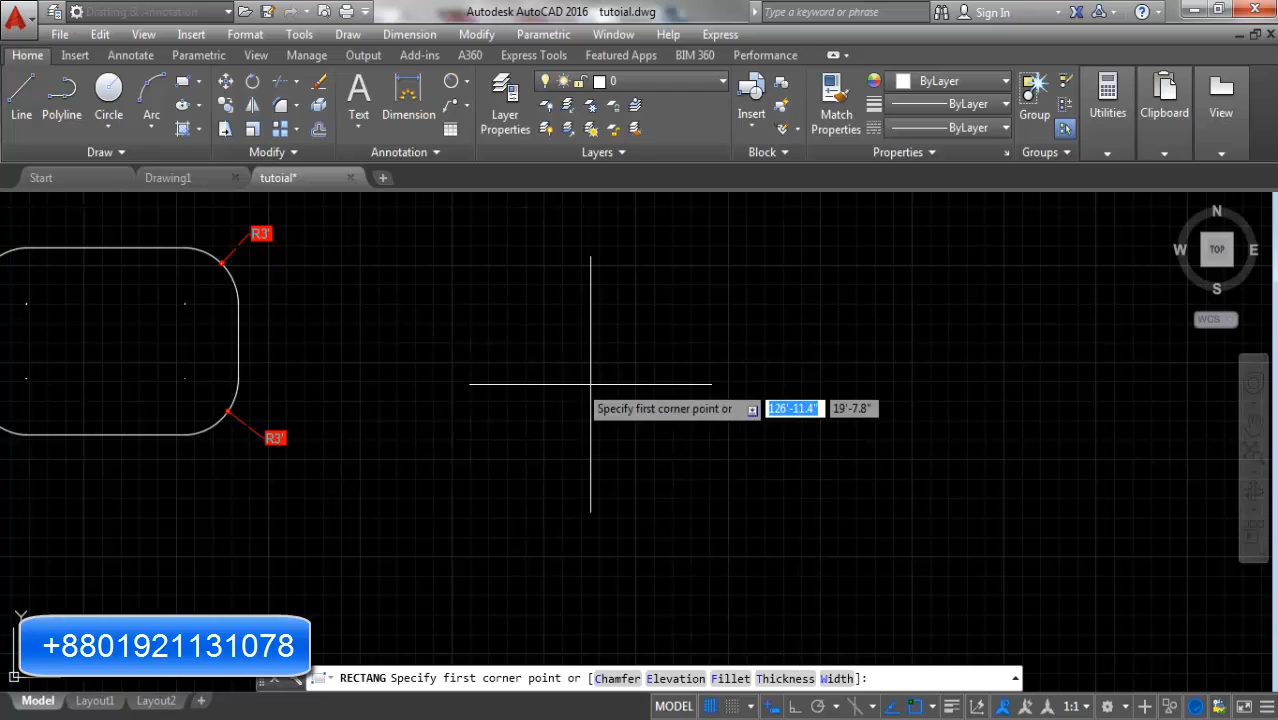 Drafting & Annotation
Autodesk AutoCAD 2016 tutoial.dwg
Type a keyword or phrase
Sign In
File Edit View Insert Format Tools Draw Dimension Modify Parametric Window Help Express
Home Insert Annotate Parametric View Manage Output Add-ins A360 Express Tools Featured Apps BIM 360 Performance
0
ByLayer
ByLayer
ByLayer
Line Polyline Circle Arc
Text Dimension
Layer Properties
Insert
Match Properties
Group Utilities Clipboard View
Draw Modify Annotation Layers Block Properties Groups
Start Drawing1 tutoial*
R3'
R3'
N
W TOP E
S
WCS
Specify first corner point or 126'-11.4" 19'-7.8"
Y
+8801921131078
RECTANG Specify first corner point or [Chamfer Elevation Fillet Thickness Width]:
Model Layout1 Layout2
MODEL 1:1